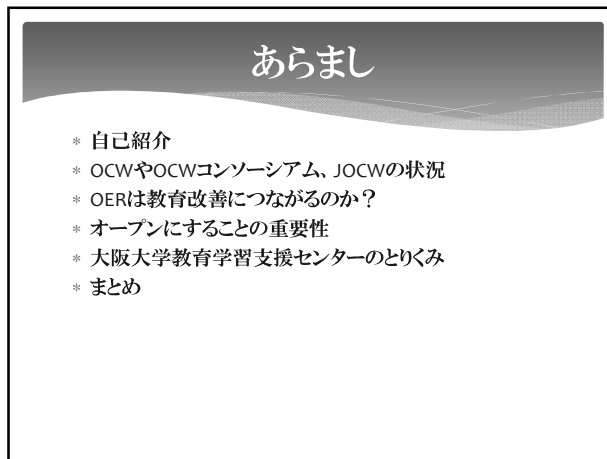 あらまし
* 自己紹介
* OCWやOCWコンソーシアム、JOCWの状況
* OERは教育改善につながるのか？
* オープンにすることの重要性
* 大阪大学教育学習支援センターのとりくみ
* まとめ